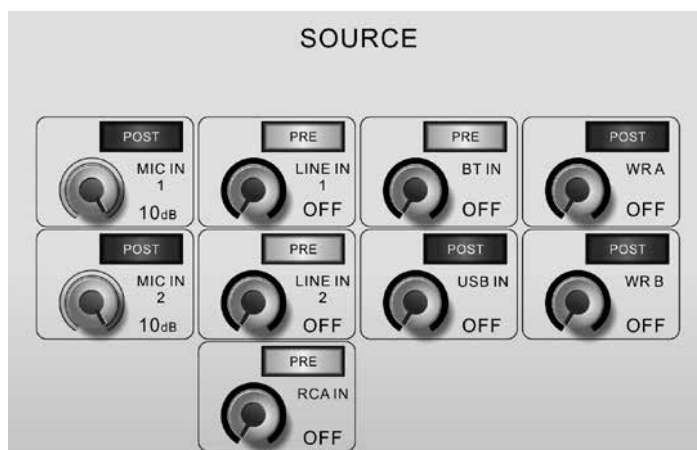 SOURCE
POST
MIC IN
1
10dB
PRE
LINE IN
1
OFF
PRE
BT IN
OFF
POST
WR A
OFF
POST
MIC IN
2
10dB
PRE
LINE IN
2
OFF
POST
USB IN
OFF
POST
WR B
OFF
PRE
RCA IN
OFF